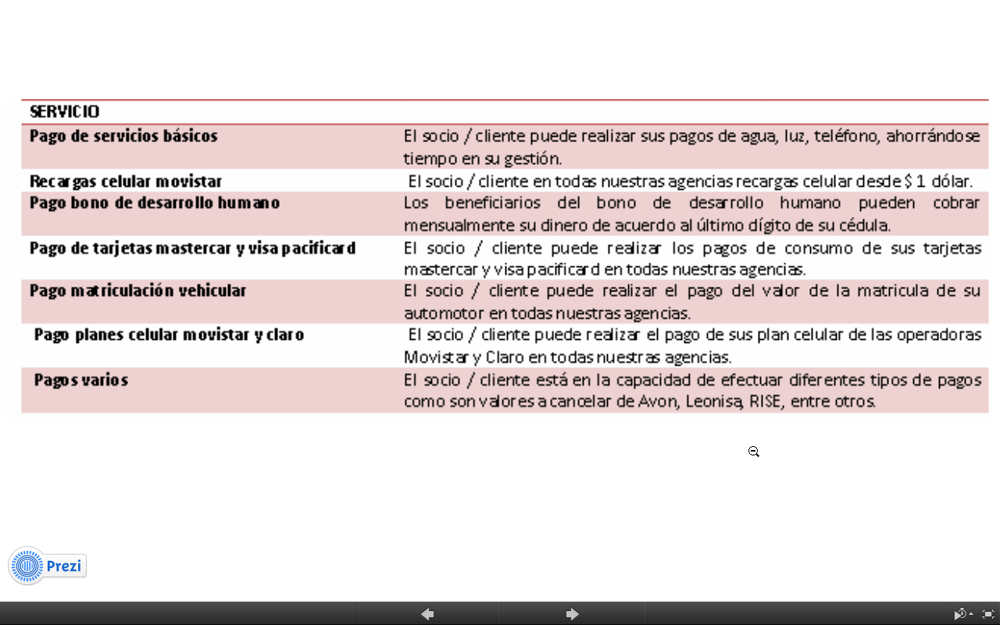 SERVICIO
Pago de servicios básicos
El socio / cliente puede realizar sus pagos de agua, luz, teléfono, ahorrándose
tiempo en su gestión.
Recargas celular movistar
El socio / cliente en todas nuestras agencias recargas celular desde $ 1 dólar.
Pago bono de desarrollo humano
Los beneficiarios del bono de desarrollo humano pueden cobrar
mensualmente su dinero de acuerdo al último dígito de su cédula.
Pago de tarjetas mastercar y visa pacificard
El socio / cliente puede realizar los pagos de consumo de sus tarjetas
mastercar y visa pacificard en todas nuestras agencias.
Pago matriculación vehicular
El socio / cliente puede realizar el pago del valor de la matricula de su
automotor en todas nuestras agencias.
Pago planes celular movistar y claro
El socio / cliente puede realizar el pago de sus plan celular de las operadoras
Movistar y Claro en todas nuestras agencias.
Pagos varios
El socio / cliente está en la capacidad de efectuar diferentes tipos de pagos
como son valores a cancelar de Avon, Leonisa, RISE, entre otros.
Prezi